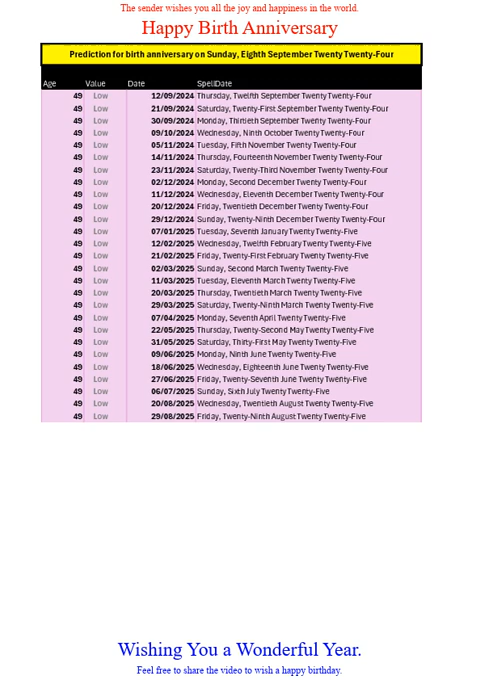 The sender wishes you all the joy and happiness in the world.
Happy Birth Anniversary
Prediction for birth anniversary on Sunday, Eighth September Twenty Twenty-Four
Age Value Date SpellDate
49 Low 12/09/2024 Thursday, Twelfth September Twenty Twenty-Four
49 Low 21/09/2024 Saturday, Twenty-First September Twenty Twenty-Four
49 Low 30/09/2024 Monday, Thirtieth September Twenty Twenty-Four
49 Low 09/10/2024 Wednesday, Ninth October Twenty Twenty-Four
49 Low 05/11/2024 Tuesday, Fifth November Twenty Twenty-Four
49 Low 14/11/2024 Thursday, Fourteenth November Twenty Twenty-Four
49 Low 23/11/2024 Saturday, Twenty-Third November Twenty Twenty-Four
49 Low 02/12/2024 Monday, Second December Twenty Twenty-Four
49 Low 11/12/2024 Wednesday, Eleventh December Twenty Twenty-Four
49 Low 20/12/2024 Friday, Twentieth December Twenty Twenty-Four
49 Low 29/12/2024 Sunday, Twenty-Ninth December Twenty Twenty-Four
49 Low 07/01/2025 Tuesday, Seventh January Twenty Twenty-Five
49 Low 12/02/2025 Wednesday, Twelfth February Twenty Twenty-Five
49 Low 21/02/2025 Friday, Twenty-First February Twenty Twenty-Five
49 Low 02/03/2025 Sunday, Second March Twenty Twenty-Five
49 Low 11/03/2025 Tuesday, Eleventh March Twenty Twenty-Five
49 Low 20/03/2025 Thursday, Twentieth March Twenty Twenty-Five
49 Low 29/03/2025 Saturday, Twenty-Ninth March Twenty Twenty-Five
49 Low 07/04/2025 Monday, Seventh April Twenty Twenty-Five
49 Low 22/05/2025 Thursday, Twenty-Second May Twenty Twenty-Five
49 Low 31/05/2025 Saturday, Thirty-First May Twenty Twenty-Five
49 Low 09/06/2025 Monday, Ninth June Twenty Twenty-Five
49 Low 18/06/2025 Wednesday, Eighteenth June Twenty Twenty-Five
49 Low 27/06/2025 Friday, Twenty-Seventh June Twenty Twenty-Five
49 Low 06/07/2025 Sunday, Sixth July Twenty Twenty-Five
49 Low 20/08/2025 Wednesday, Twentieth August Twenty Twenty-Five
49 Low 29/08/2025 Friday, Twenty-Ninth August Twenty Twenty-Five
Wishing You a Wonderful Year.
Feel free to share the video to wish a happy birthday.